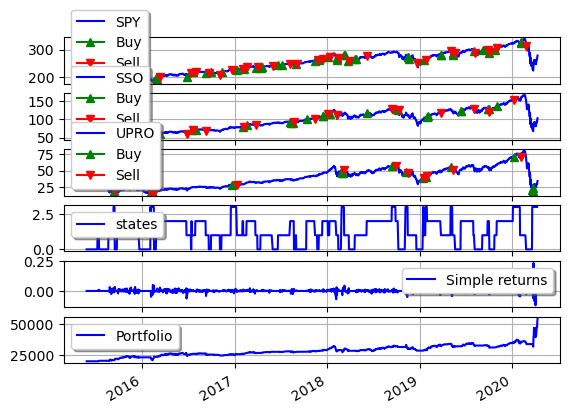 SPY
Buy
Sell
300
200
SSO
Buy
Sell
150
100
50
UPRO
Buy
Sell
75
50
25
states
2.5
0.0
Simple returns
0.25
0.00
Portfolio
50000
25000
2016 2017 2018 2019 2020